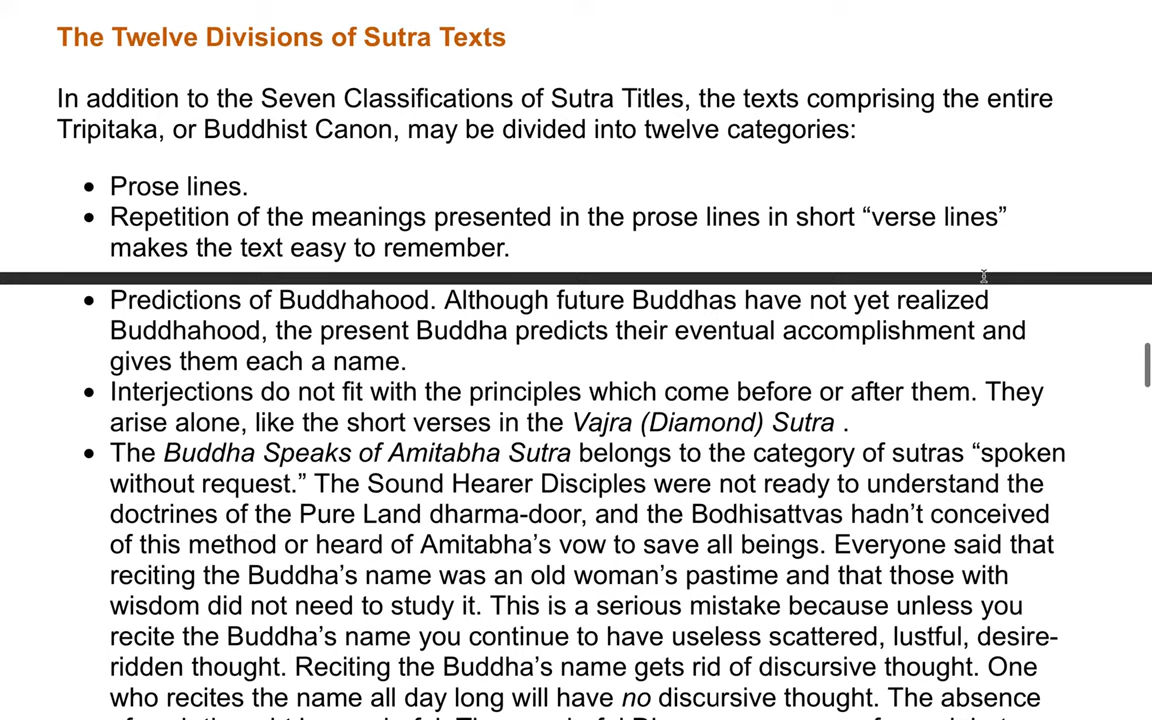 The Twelve Divisions of Sutra Texts
In addition to the Seven Classifications of Sutra Titles, the texts comprising the entire
Tripitaka, or Buddhist Canon, may be divided into twelve categories:
• Prose lines.
• Repetition of the meanings presented in the prose lines in short “verse lines”
makes the text easy to remember.
• Predictions of Buddhahood. Although future Buddhas have not yet realized
Buddhahood, the present Buddha predicts their eventual accomplishment and
gives them each a name.
• Interjections do not fit with the principles which come before or after them. They
arise alone, like the short verses in the Vajra (Diamond) Sutra .
• The Buddha Speaks of Amitabha Sutra belongs to the category of sutras “spoken
without request.” The Sound Hearer Disciples were not ready to understand the
doctrines of the Pure Land dharma-door, and the Bodhisattvas hadn’t conceived
of this method or heard of Amitabha’s vow to save all beings. Everyone said that
reciting the Buddha’s name was an old woman’s pastime and that those with
wisdom did not need to study it. This is a serious mistake because unless you
recite the Buddha’s name you continue to have useless scattered, lustful, desire-
ridden thought. Reciting the Buddha’s name gets rid of discursive thought. One
who recites the name all day long will have no discursive thought. The absence